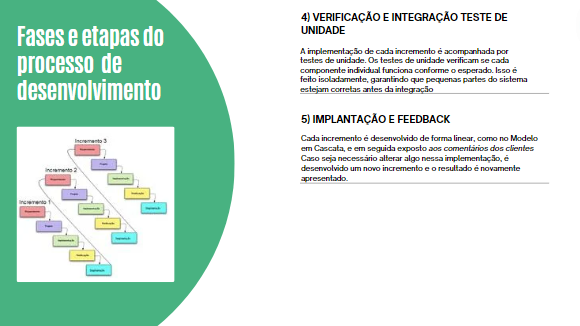 Fases e etapas do
processo de
desenvolvimento
Incremento 3
Incremento 2
Incremento 1
4) VERIFICAÇÃO E INTEGRAÇÃO TESTE DE
UNIDADE
A implementação de cada incremento é acompanhada por
testes de unidade. Os testes de unidade verificam se cada
componente individual funciona conforme o esperado. Isso é
feito isoladamente, garantindo que pequenas partes do sistema
estejam corretas antes da integração
5) IMPLANTAÇÃO E FEEDBACK
Cada incremento é desenvolvido de forma linear, como no Modelo
em Cascata, e em seguida exposto aos comentários dos clientes
Caso seja necessário alterar algo nessa implementação, é
desenvolvido um novo incremento e o resultado é novamente
apresentado.